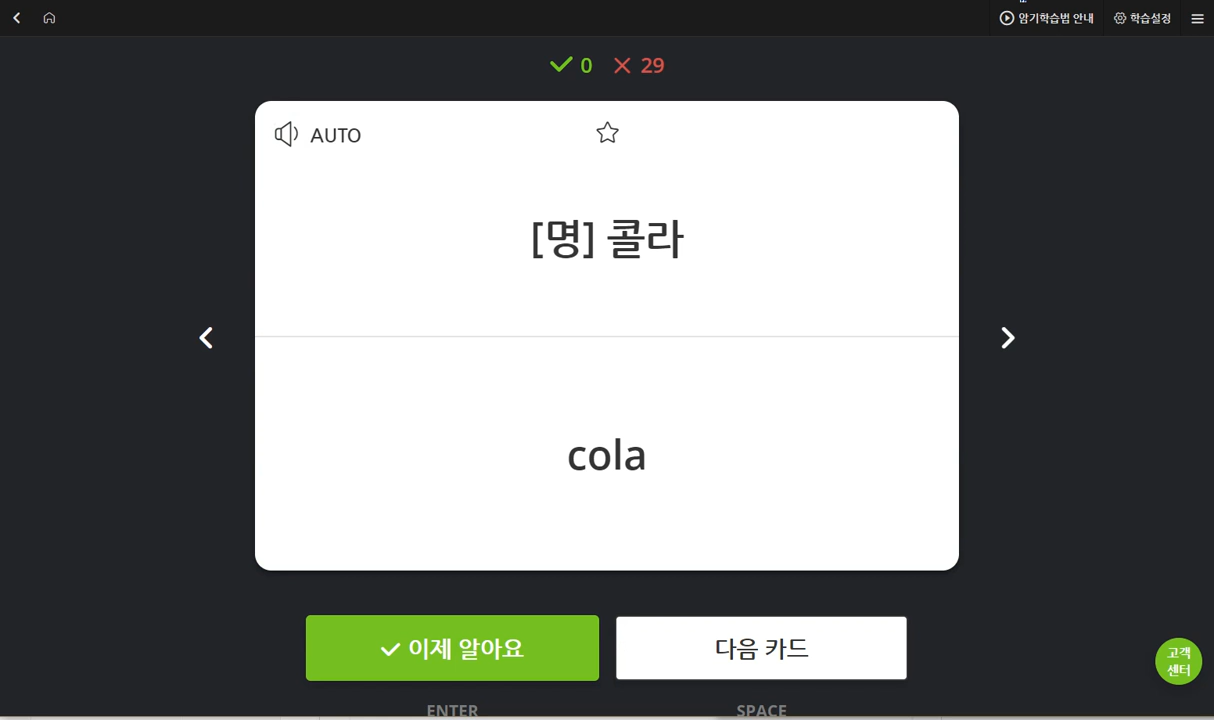 암기학습법 안내
학습설정
0
29
AUTO
[명] 콜라
cola
이제 알아요
다음 카드
ENTER
SPACE
고객
센터